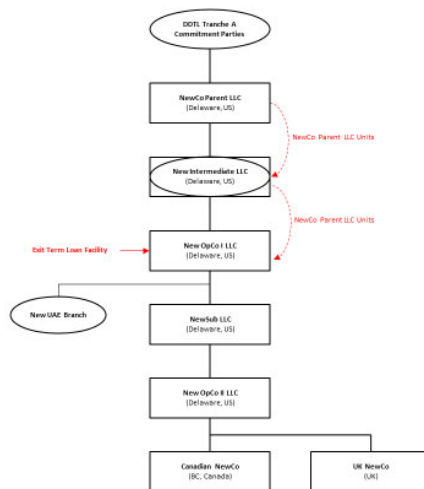 DDTL Tranche A
Commitment Parties
NewCo Parent LLC
(Delaware, US)
NewCo Parent LLC Units
New Intermediate LLC
(Delaware, US)
NewCo Parent LLC Units
Exit Term Loan Facility
New OpCo I LLC
(Delaware, US)
New UAE Branch
NewSub LLC
(Delaware, US)
New OpCo II LLC
(Delaware, US)
Canadian NewCo
(BC, Canada)
UK NewCo
(UK)